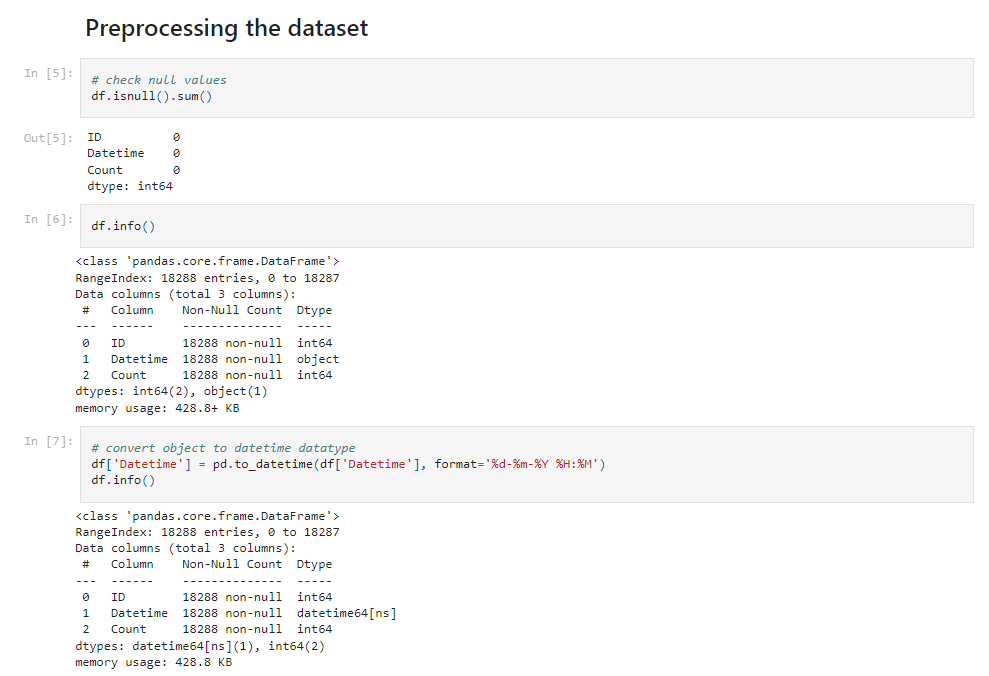 Preprocessing the dataset
In [5]:
# check null values
df.isnull().sum()
Out[5]:
ID          0
Datetime    0
Count       0
dtype: int64
In [6]:
df.info()
<class 'pandas.core.frame.DataFrame'>
RangeIndex: 18288 entries, 0 to 18287
Data columns (total 3 columns):
 #   Column    Non-Null Count  Dtype
---  ------    --------------  -----
 0   ID        18288 non-null  int64
 1   Datetime  18288 non-null  object
 2   Count     18288 non-null  int64
dtypes: int64(2), object(1)
memory usage: 428.8+ KB
In [7]:
# convert object to datetime datatype
df['Datetime'] = pd.to_datetime(df['Datetime'], format='%d-%m-%Y %H:%M')
df.info()
<class 'pandas.core.frame.DataFrame'>
RangeIndex: 18288 entries, 0 to 18287
Data columns (total 3 columns):
 #   Column    Non-Null Count  Dtype
---  ------    --------------  -----
 0   ID        18288 non-null  int64
 1   Datetime  18288 non-null  datetime64[ns]
 2   Count     18288 non-null  int64
dtypes: datetime64[ns](1), int64(2)
memory usage: 428.8 KB